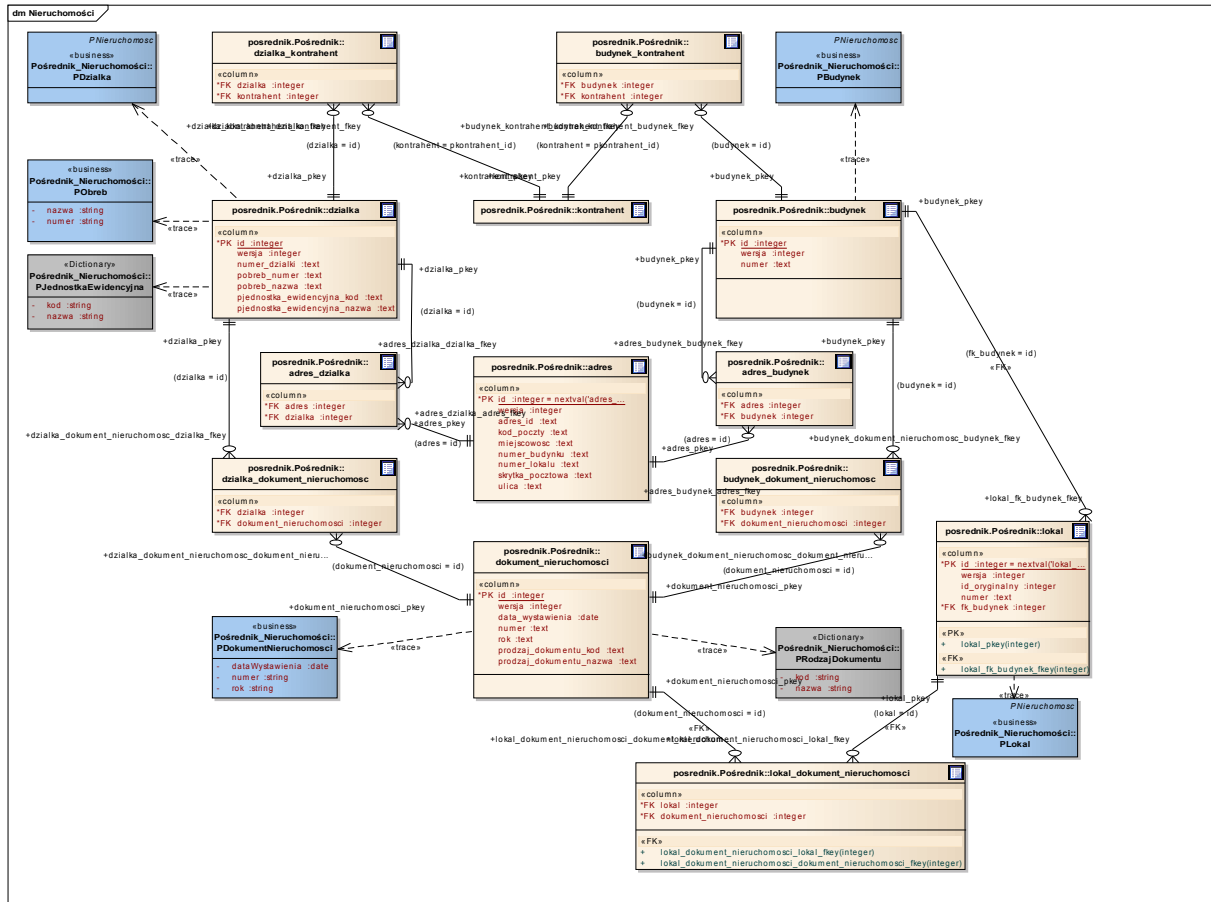 dm Nieruchomości
PNieruchomosc
«business»
Pośrednik_Nieruchomości::
PDzialka
posrednik.Pośrednik::
dzialka_kontrahent
«column»
*FK dzialka :integer
*FK kontrahent :integer
posrednik.Pośrednik::
budynek_kontrahent
«column»
*FK budynek :integer
*FK kontrahent :integer
PNieruchomosc
«business»
Pośrednik_Nieruchomości::
PBudynek
(dzialka = id)
(kontrahent = pkontrahent_id)
(kontrahent = pkontrahent_id)
(budynek = id)
«trace»
«trace»
+dzialka_pkey
+budynek_pkey
«business»
Pośrednik_Nieruchomości::
PObreb
- nazwa :string
- numer :string
«trace»
«Dictionary»
Pośrednik_Nieruchomości::
PJednostkaEwidencyjna
- kod :string
- nazwa :string
«trace»
posrednik.Pośrednik::dzialka
«column»
*PK id :integer
wersja :integer
numer_dzialki :text
pobreb_numer :text
pobreb_nazwa :text
pjednostka_ewidencyjna_kod :text
pjednostka_ewidencyjna_nazwa :text
posrednik.Pośrednik::kontrahent
posrednik.Pośrednik::budynek
«column»
*PK id :integer
wersja :integer
numer :text
+budynek_pkey
+dzialka_pkey
(dzialka = id)
+adres_dzialka_dzialka_fkey
+budynek_pkey
(budynek = id)
+adres_budynek_budynek_fkey
+dzialka_pkey
(dzialka = id)
+dzialka_dokument_nieruchomosc_dzialka_fkey
+budynek_pkey
(budynek = id)
+budynek_dokument_nieruchomosc_budynek_fkey
(fk_budynek = id)
«FK»
+lokal_fk_budynek_fkey
posrednik.Pośrednik::
adres_dzialka
«column»
*FK adres :integer
*FK dzialka :integer
+adres_dzialka_adres_fkey
+adres_pkey
(adres = id)
posrednik.Pośrednik::adres
«column»
*PK id :integer = nextval('adres_...
wersja :integer
adres_id :text
kod_poczty :text
miejscowosc :text
numer_budynku :text
numer_lokalu :text
skrytka_pocztowa :text
ulica :text
posrednik.Pośrednik::
adres_budynek
«column»
*FK adres :integer
*FK budynek :integer
(adres = id)
+adres_pkey
+adres_budynek_adres_fkey
posrednik.Pośrednik::
dzialka_dokument_nieruchomosc
«column»
*FK dzialka :integer
*FK dokument_nieruchomosci :integer
posrednik.Pośrednik::
budynek_dokument_nieruchomosc
«column»
*FK budynek :integer
*FK dokument_nieruchomosci :integer
+dzialka_dokument_nieruchomosc_dokument_nieru...
(dokument_nieruchomosci = id)
+dokument_nieruchomosci_pkey
+budynek_dokument_nieruchomosc_dokument_nieru...
(dokument_nieruchomosci = id)
+dokument_nieruchomosci_pkey
posrednik.Pośrednik::
dokument_nieruchomosci
«column»
*PK id :integer
wersja :integer
data_wystawienia :date
numer :text
rok :text
prodzaj_dokumentu_kod :text
prodzaj_dokumentu_nazwa :text
posrednik.Pośrednik::lokal
«column»
*PK id :integer = nextval('lokal_...
wersja :integer
id_oryginalny :integer
numer :text
*FK fk_budynek :integer
«PK»
+ lokal_pkey(integer)
«FK»
+ lokal_fk_budynek_fkey(integer)
«business»
Pośrednik_Nieruchomości::
PDokumentNieruchomosci
- dataWystawienia :date
- numer :string
- rok :string
«trace»
«Dictionary»
Pośrednik_Nieruchomości::
PRodzajDokumentu
- kod :string
- nazwa :string
«trace»
«trace»
PNieruchomosc
«business»
Pośrednik_Nieruchomości::
PLokal
+dokument_nieruchomosci_pkey
(dokument_nieruchomosci = id)
«FK»
+lokal_pkey
(lokal = id)
«FK»
posrednik.Pośrednik::lokal_dokument_nieruchomosci
«column»
*FK lokal :integer
*FK dokument_nieruchomosci :integer
«FK»
+ lokal_dokument_nieruchomosci_lokal_fkey(integer)
+ lokal_dokument_nieruchomosci_dokument_nieruchomosci_fkey(integer)